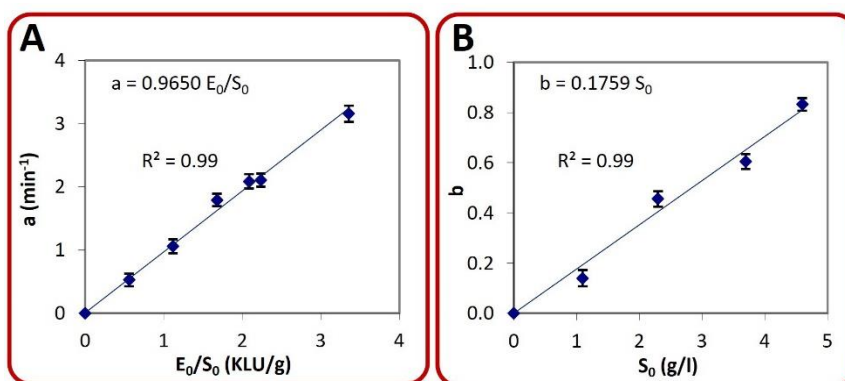 A
a = 0.9650 E₀/S₀
R² = 0.99
a (min⁻¹)
4
3
2
1
0
0 1 2 3 4
E₀/S₀ (KLU/g)
B
b = 0.1759 S₀
R² = 0.99
b
1.0
0.8
0.6
0.4
0.2
0.0
0 1 2 3 4 5
S₀ (g/l)